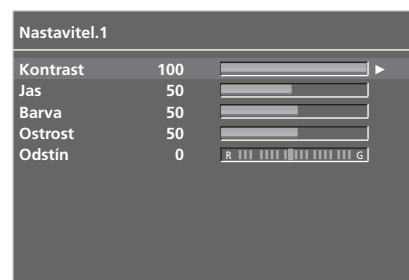 Nastavitel.1
Kontrast 100
Jas 50
Barva 50
Ostrost 50
Odstín 0 R G